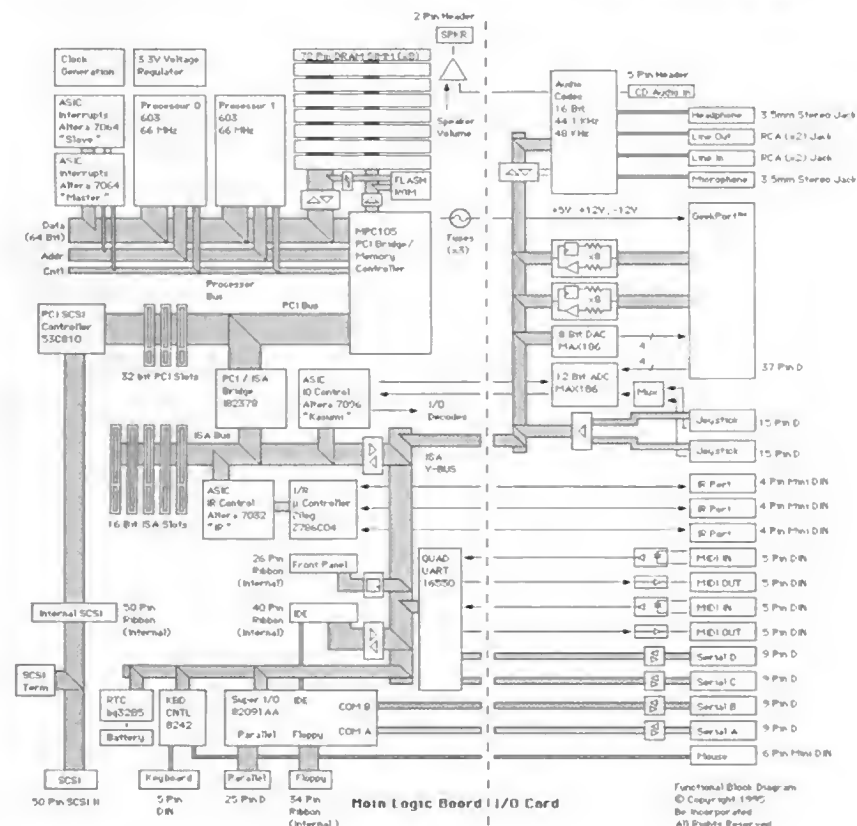 2 Pin Header
SPKR
Speaker
Volume
Clock
Generation
3.3V Voltage
Regulator
72 Pin DRAM SIMM (x8)
ASIC
Interrupts
Altera 7064
"Slave"
ASIC
Interrupts
Altera 7064
"Master"
Processor 0
603
66 MHz
Processor 1
603
66 MHz
FLASH
ROM
Audio
Codec
16 Bit
44.1 KHz
48 KHz
5 Pin Header
CD Audio In
Headphone
3.5mm Stereo Jack
Line Out
RCA (x2) Jack
Line In
RCA (x2) Jack
Microphone
3.5mm Stereo Jack
Data
(64 Bit)
Addr
Cntl
Processor
Bus
MPC105
PCI Bridge/
Memory
Controller
Fuses
(x3)
+5V, +12V, -12V
GeekPort™
x8
x8
8 Bit DAC
MAX186
4
4
12 Bit ADC
MAX186
Mux
37 Pin D
PCI SCSI
Controller
53C810
PCI Bus
32 bit PCI Slots
PCI / ISA
Bridge
82378
ASIC
IO Control
Altera 7096
"Kasumi"
I/O
Decodes
Joystick
15 Pin D
Joystick
15 Pin D
ISA Bus
ISA
Y-BUS
16 Bit ISA Slots
ASIC
IR Control
Altera 7032
"IR"
I/R
µ Controller
Zilog
Z786C04
IR Port
4 Pin Mini DIN
IR Port
4 Pin Mini DIN
IR Port
4 Pin Mini DIN
26 Pin
Ribbon
(Internal)
Front Panel
QUAD
UART
16550
MIDI IN
5 Pin DIN
MIDI OUT
5 Pin DIN
MIDI IN
5 Pin DIN
MIDI OUT
5 Pin DIN
Internal SCSI
50 Pin
Ribbon
(Internal)
40 Pin
Ribbon
(Internal)
IDE
Serial D
9 Pin D
Serial C
9 Pin D
Serial B
9 Pin D
Serial A
9 Pin D
SCSI
Term
RTC
bq3285
Battery
KBD
CNTL
8242
Super I/O
82091AA
IDE
COM B
COM A
Parallel
Floppy
Mouse
6 Pin Mini DIN
SCSI
50 Pin SCSI II
Keyboard
5 Pin
DIN
Parallel
25 Pin D
Floppy
34 Pin
Ribbon
(Internal)
Main Logic Board
I/O Card
Functional Block Diagram
© Copyright 1995
Be Incorporated
All Rights Reserved